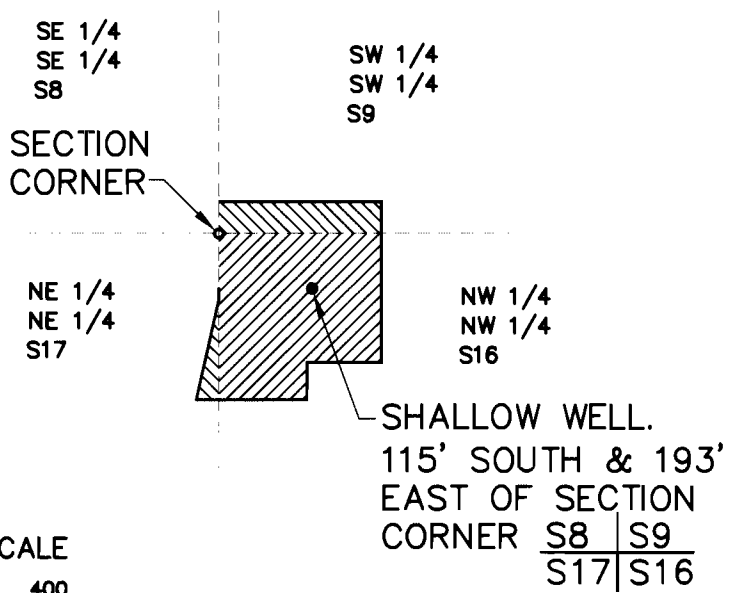 SE 1/4
SE 1/4
S8
SW 1/4
SW 1/4
S9
SECTION
CORNER
NE 1/4
NE 1/4
S17
NW 1/4
NW 1/4
S16
SHALLOW WELL.
115' SOUTH & 193'
EAST OF SECTION
CORNER S8 S9
S17 S16
CALE
400